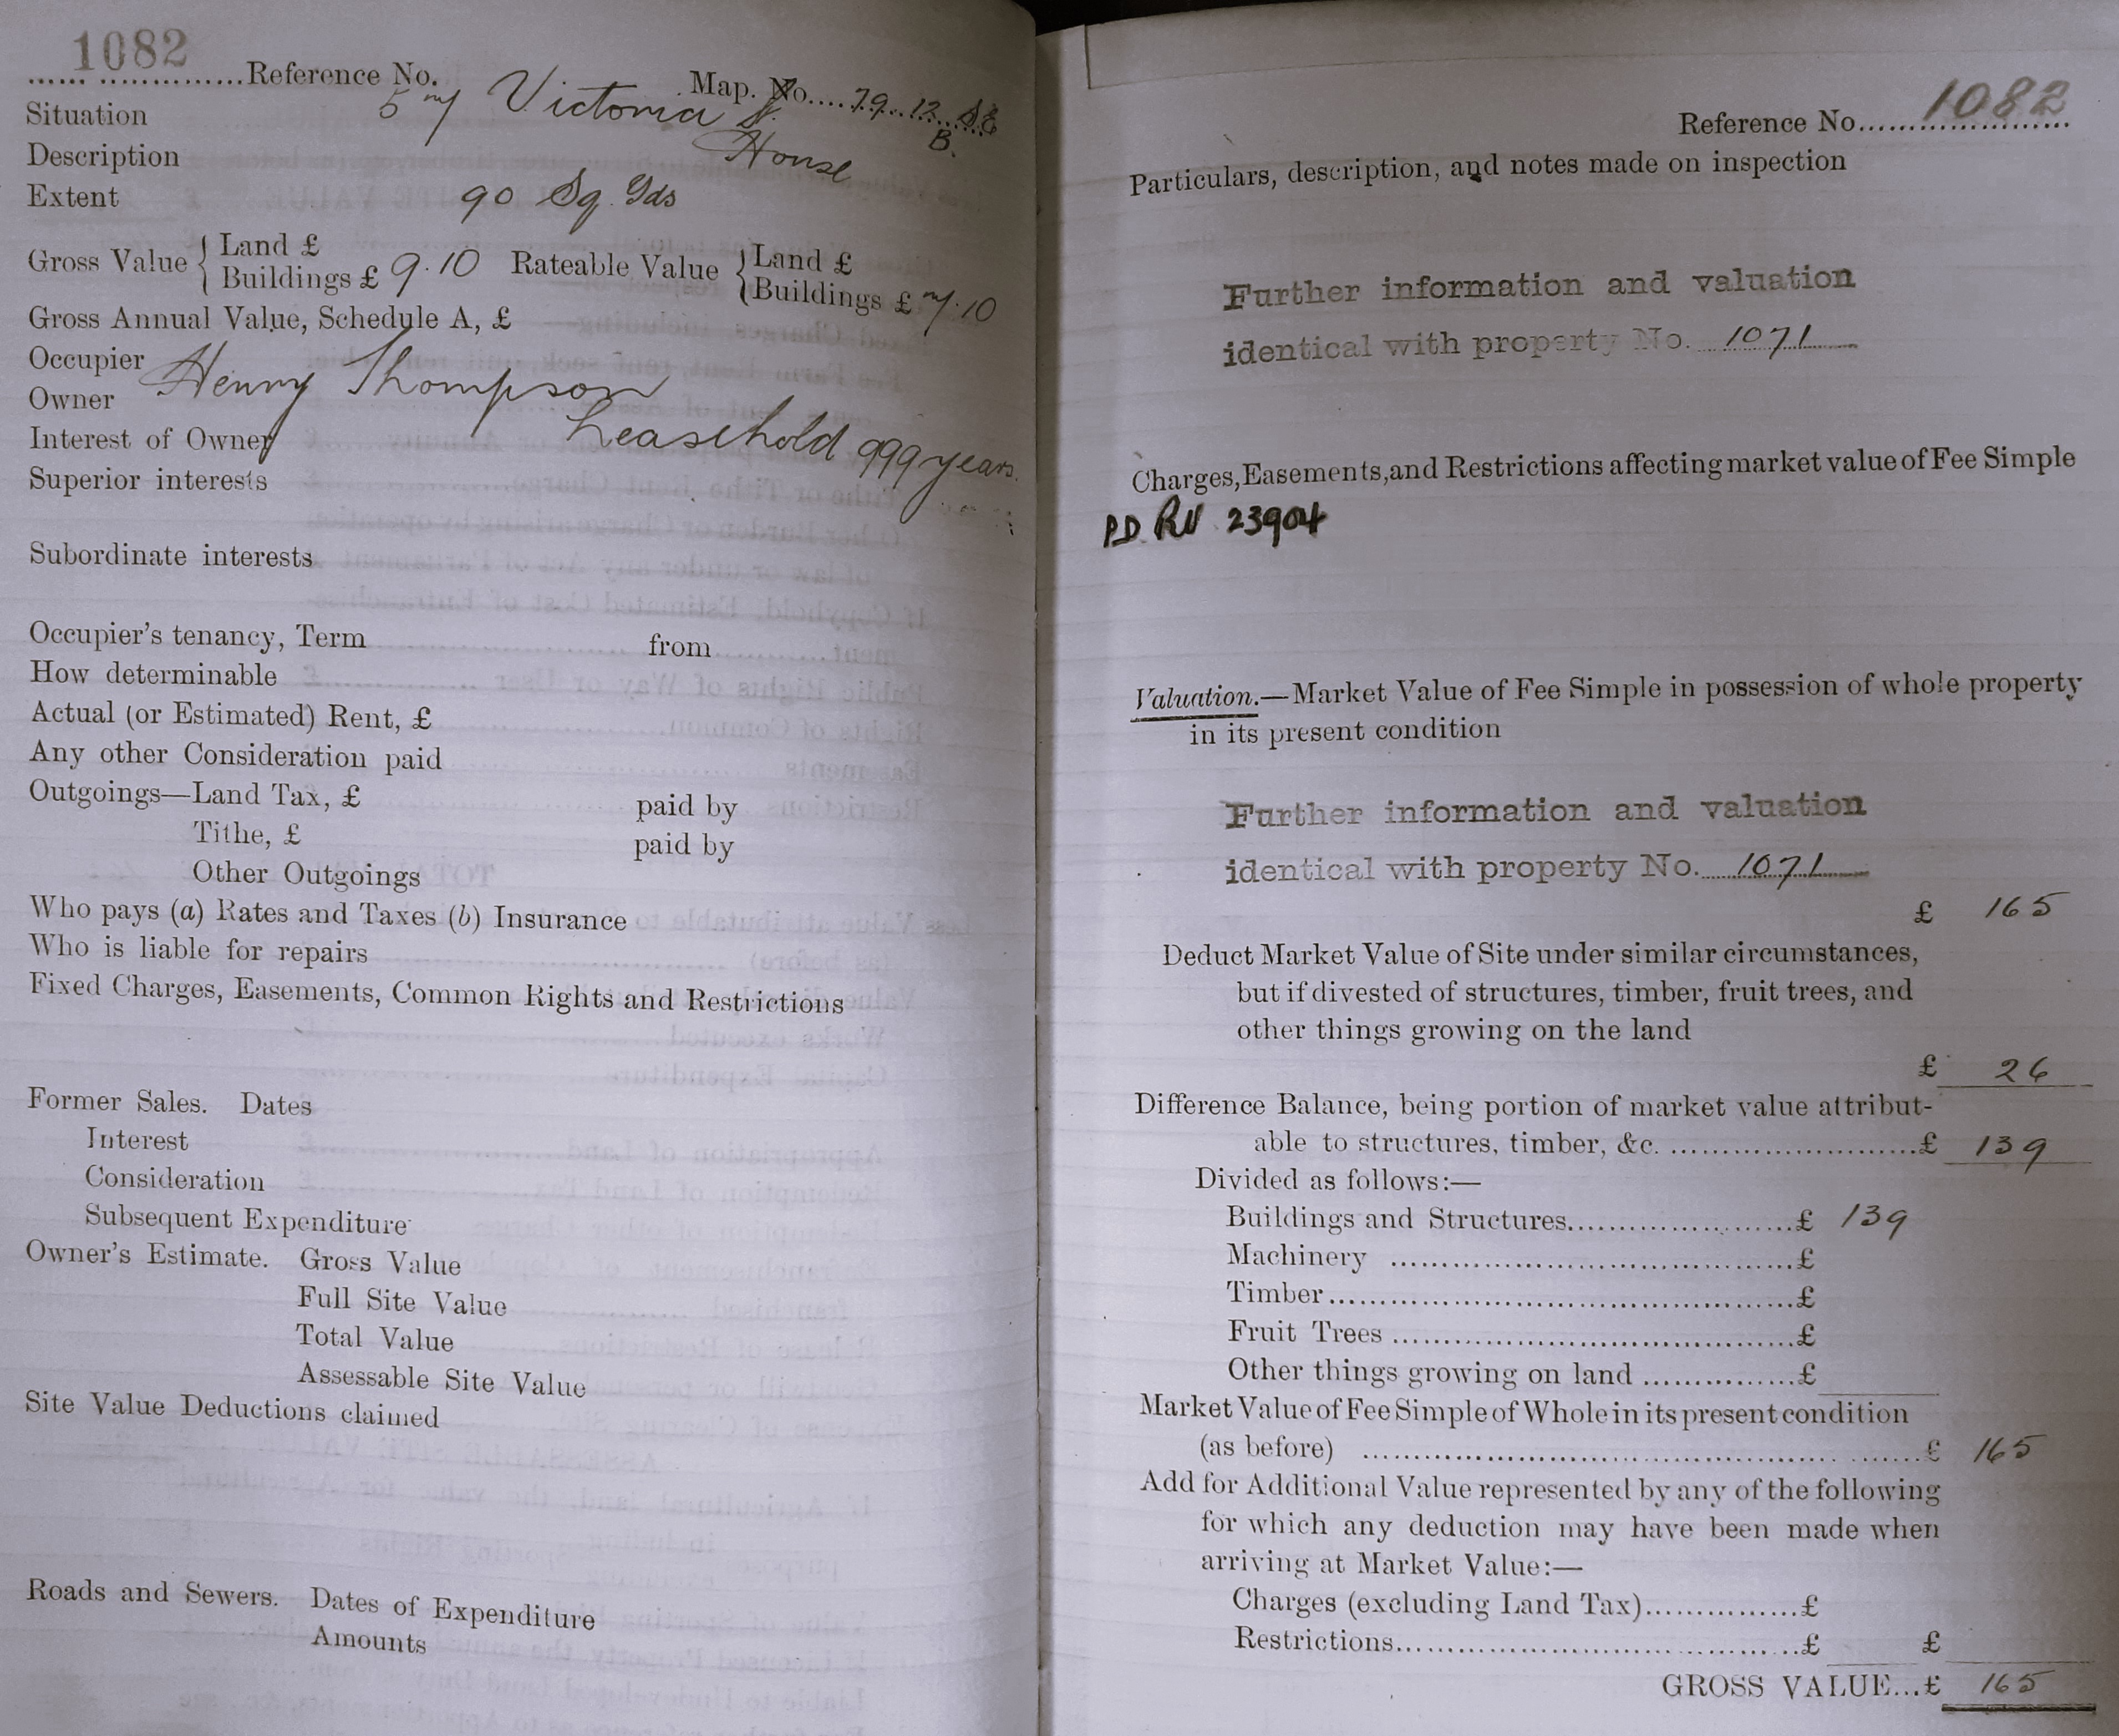 1082
Reference No. Map. No. 79. 12. SE
B.
Situation 57 Victoria St.
Description House
Extent 90 Sq. Yds
Gross Value { Land £
Buildings £ 9.10
Rateable Value { Land £
Buildings £ 7.10
Gross Annual Value, Schedule A, £
Occupier
Henry Thompson
Owner
Interest of Owner Leasehold 999 years.
Superior interests
Subordinate interests
Occupier's tenancy, Term from
How determinable
Actual (or Estimated) Rent, £
Any other Consideration paid
Outgoings—Land Tax, £ paid by
Tithe, £ paid by
Other Outgoings
Who pays (a) Rates and Taxes (b) Insurance
Who is liable for repairs
Fixed Charges, Easements, Common Rights and Restrictions
Former Sales. Dates
Interest
Consideration
Subsequent Expenditure
Owner's Estimate. Gross Value
Full Site Value
Total Value
Assessable Site Value
Site Value Deductions claimed
Roads and Sewers. Dates of Expenditure
Amounts
Reference No. 1082
Particulars, description, and notes made on inspection
Further information and valuation
identical with property No. 1071
Charges, Easements, and Restrictions affecting market value of Fee Simple
PD RV 23904
Valuation.—Market Value of Fee Simple in possession of whole property
in its present condition
Further information and valuation
identical with property No. 1071
£ 165
Deduct Market Value of Site under similar circumstances,
but if divested of structures, timber, fruit trees, and
other things growing on the land
£ 26
Difference Balance, being portion of market value attribut-
able to structures, timber, &c. £ 139
Divided as follows:—
Buildings and Structures £ 139
Machinery £
Timber £
Fruit Trees £
Other things growing on land £
Market Value of Fee Simple of Whole in its present condition
(as before) £ 165
Add for Additional Value represented by any of the following
for which any deduction may have been made when
arriving at Market Value:—
Charges (excluding Land Tax) £
Restrictions £ £
GROSS VALUE...£ 165